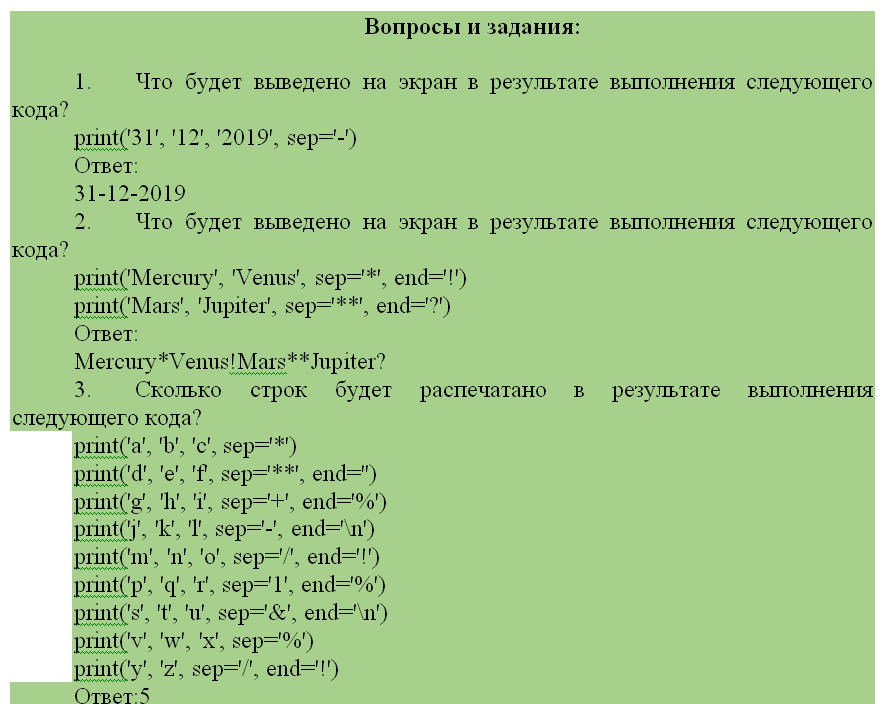 Вопросы и задания:
1. Что будет выведено на экран в результате выполнения следующего
кода?
print('31', '12', '2019', sep='-')
Ответ:
31-12-2019
2. Что будет выведено на экран в результате выполнения следующего
кода?
print('Mercury', 'Venus', sep='*', end='!')
print('Mars', 'Jupiter', sep='**', end='?')
Ответ:
Mercury*Venus!Mars**Jupiter?
3. Сколько строк будет распечатано в результате выполнения
следующего кода?
print('a', 'b', 'c', sep='*')
print('d', 'e', 'f', sep='**', end='')
print('g', 'h', 'i', sep='+', end='%')
print('j', 'k', 'l', sep='-', end='\n')
print('m', 'n', 'o', sep='/', end='!')
print('p', 'q', 'r', sep='1', end='%')
print('s', 't', 'u', sep='&', end='\n')
print('v', 'w', 'x', sep='%')
print('y', 'z', sep='/', end='!')
Ответ:5